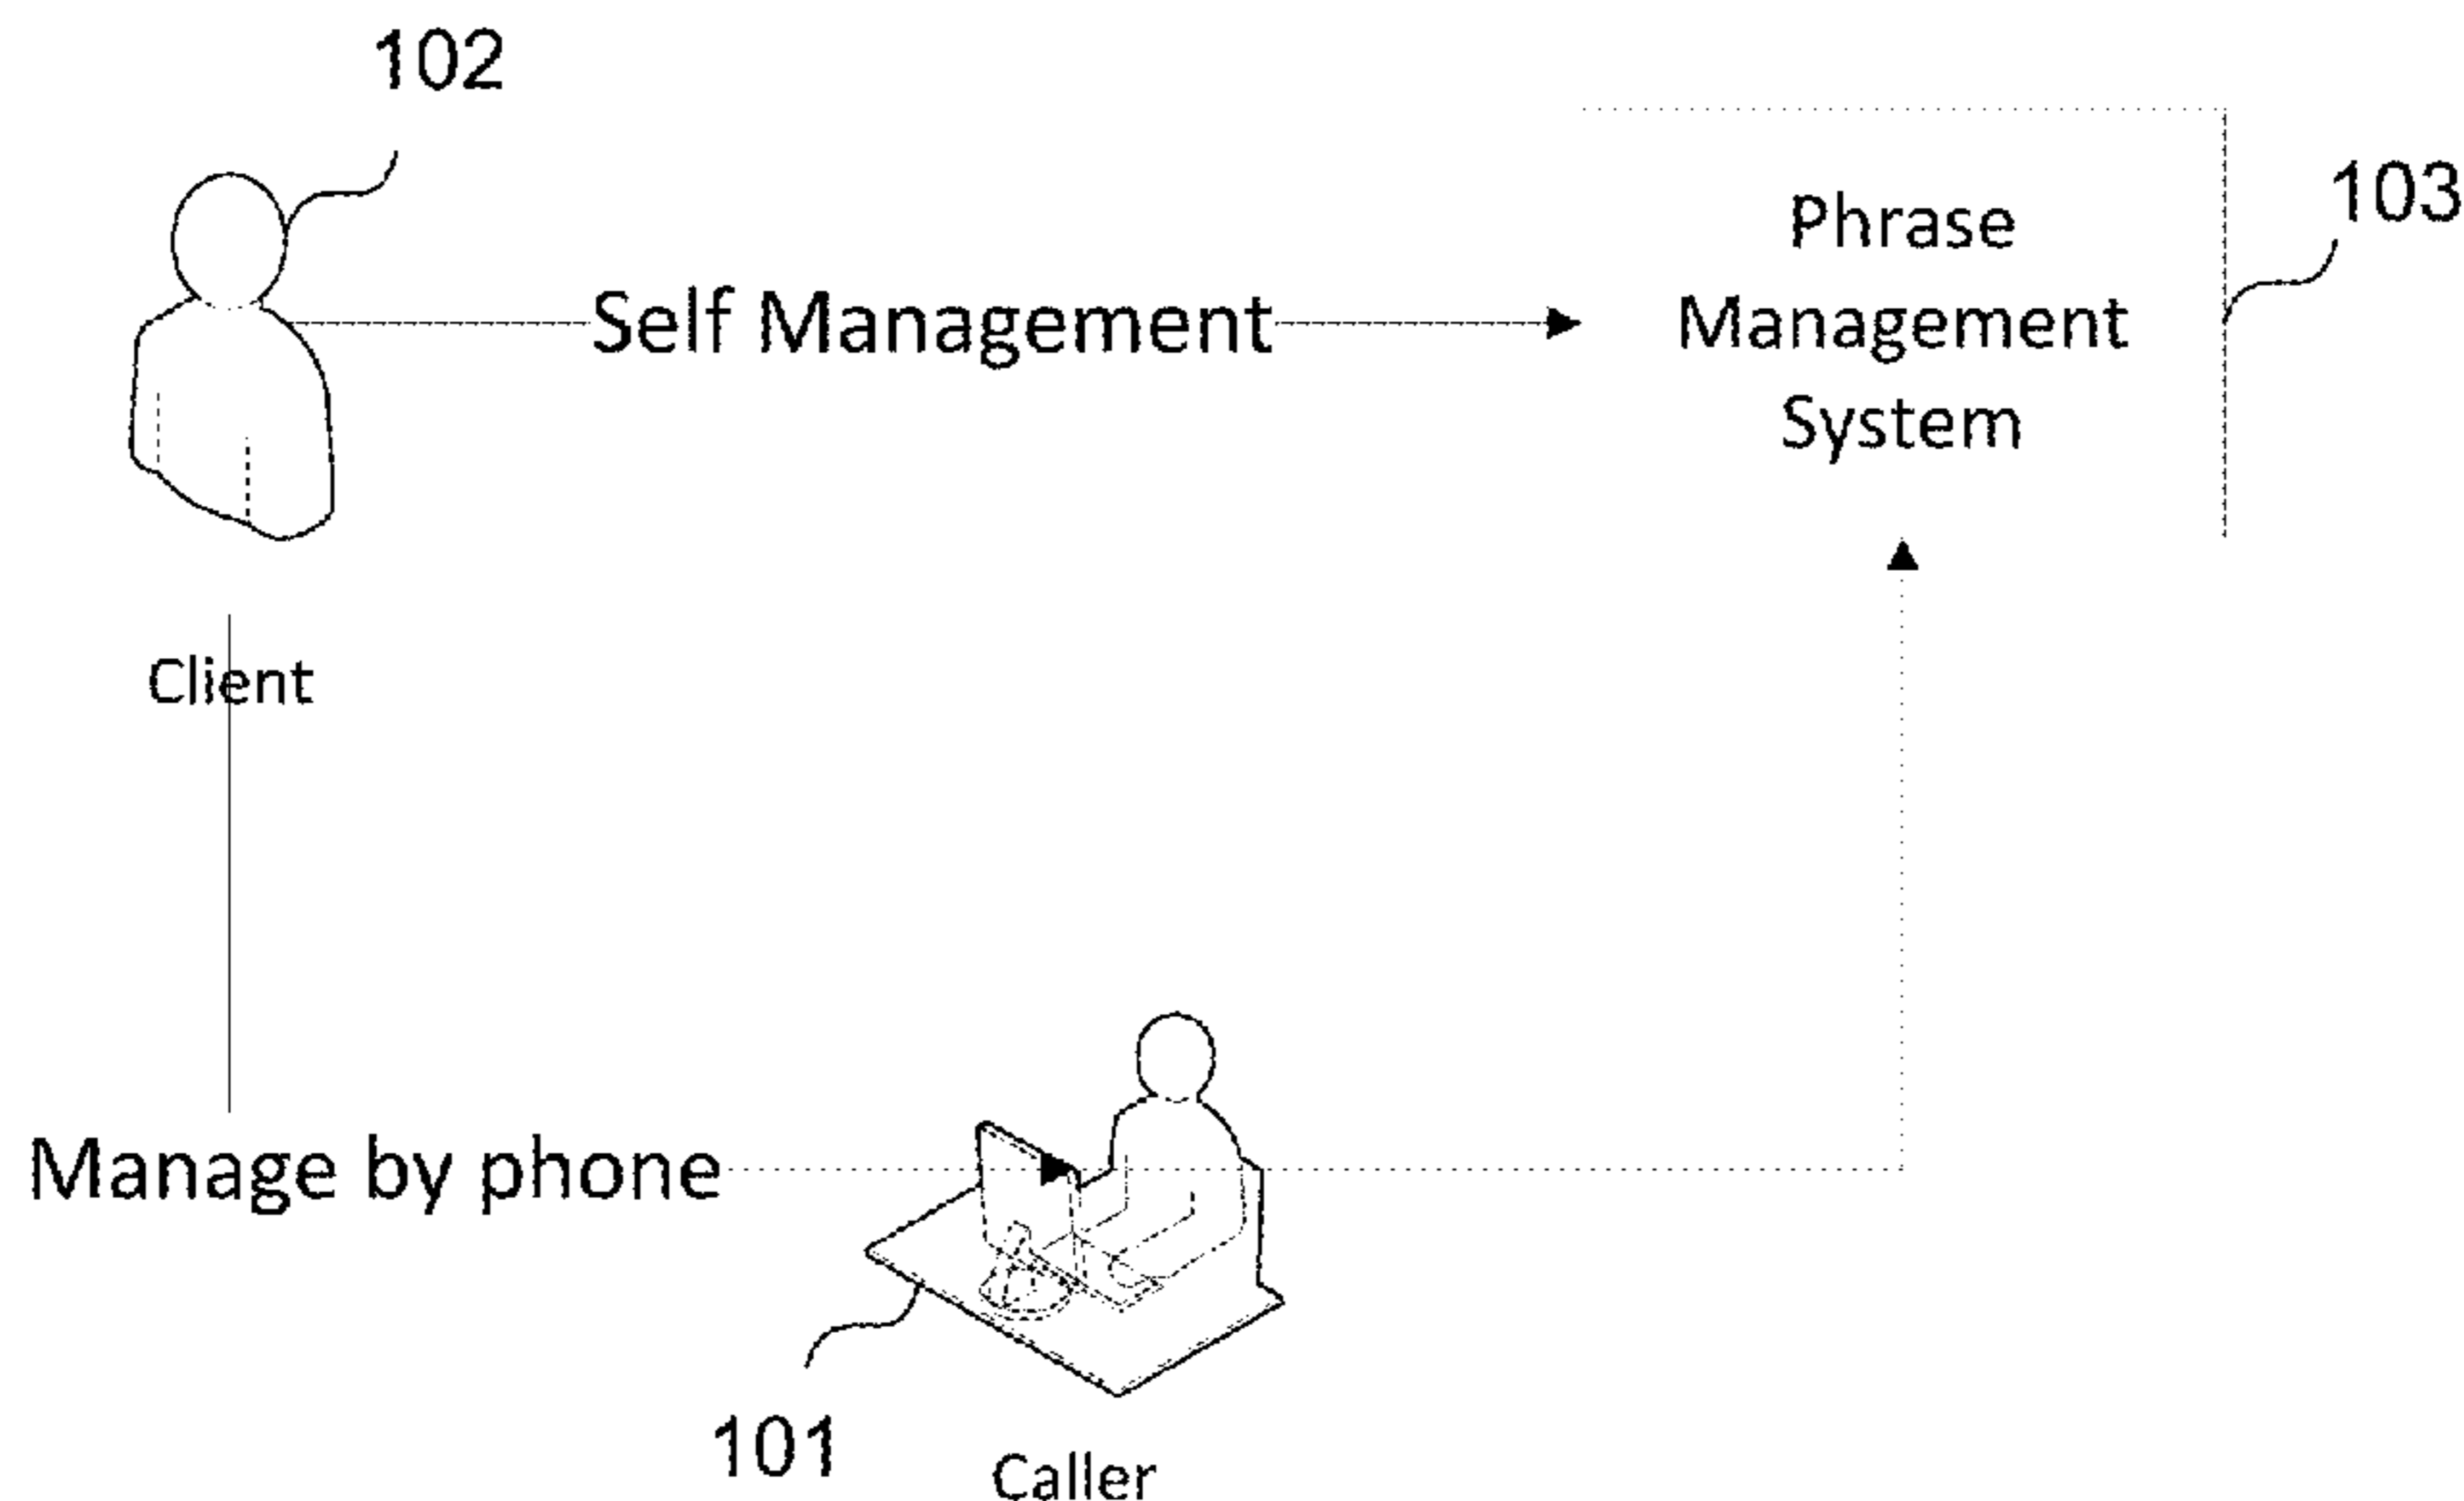 102
103
Phrase
Management
System
Self Management
Client
Manage by phone
101
Caller